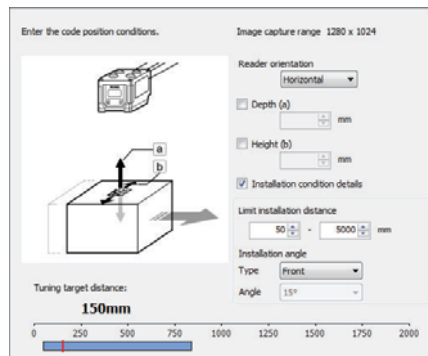 Enter the code position conditions.
Image capture range 1280 x 1024
Reader orientation
Horizontal
Depth (a)
mm
Height (b)
mm
Installation condition details
Limit installation distance
50 - 5000 mm
Installation angle
Type Front
Angle 15°
a
b
Tuning target distance:
150mm
0 250 500 750 1000 1250 1500 1750 2000